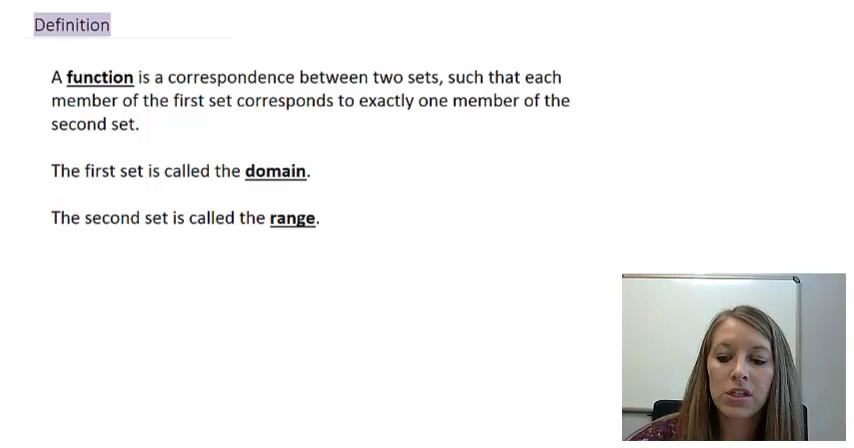 Definition
A function is a correspondence between two sets, such that each
member of the first set corresponds to exactly one member of the
second set.
The first set is called the domain.
The second set is called the range.